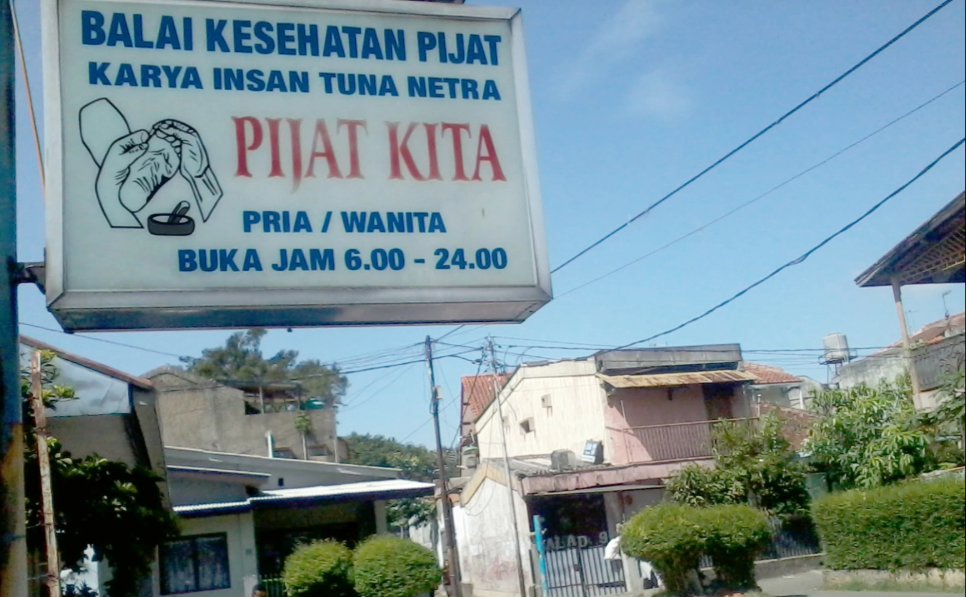 BALAI KESEHATAN PIJAT
KARYA INSAN TUNA NETRA
PIJAT KITA
PRIA / WANITA
BUKA JAM 6.00 - 24.00